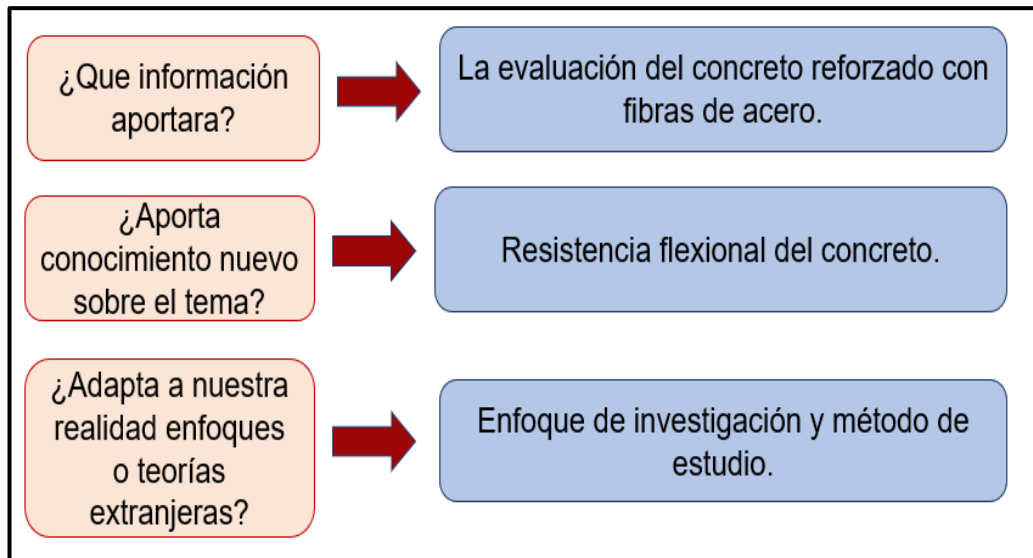 ¿Que información
aportara?
La evaluación del concreto reforzado con
fibras de acero.
¿Aporta
conocimiento nuevo
sobre el tema?
Resistencia flexional del concreto.
¿Adapta a nuestra
realidad enfoques
o teorías
extranjeras?
Enfoque de investigación y método de
estudio.